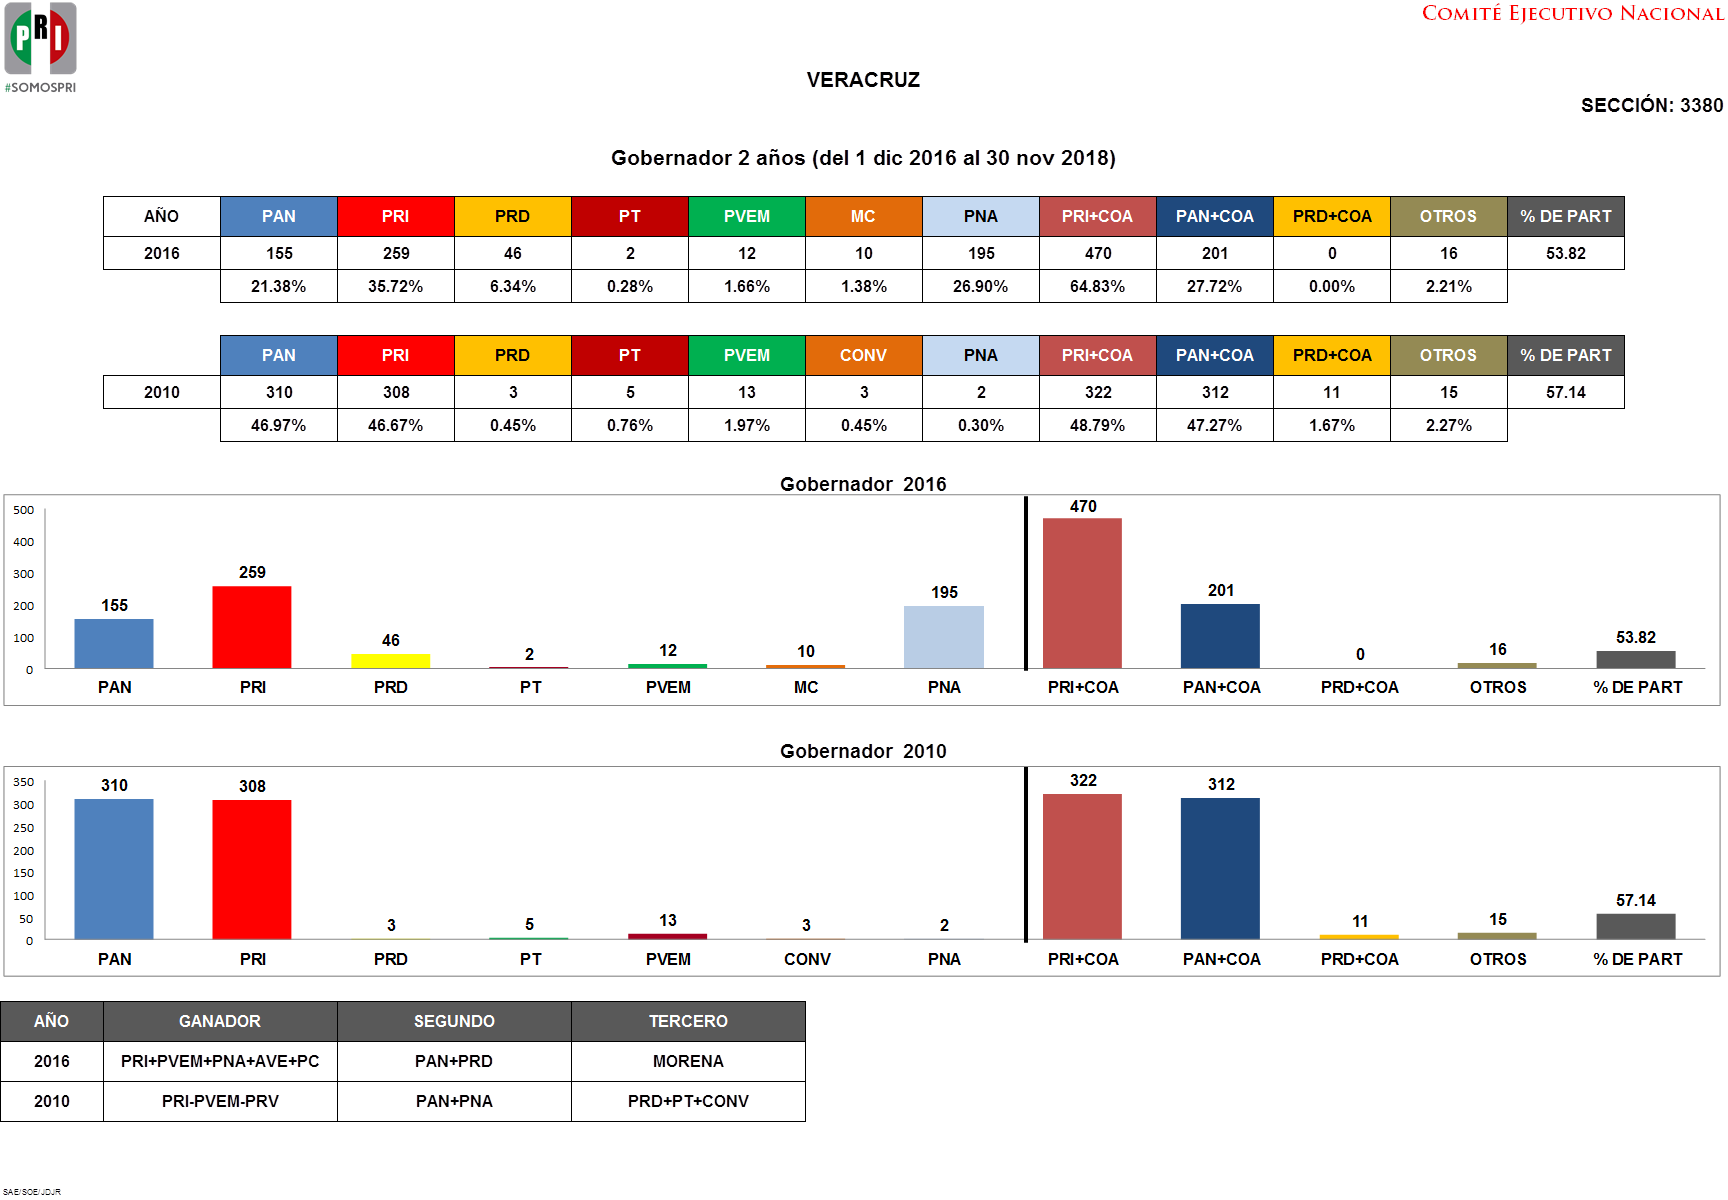 PRI
#SOMOSPRI
COMITÉ EJECUTIVO NACIONAL
VERACRUZ
SECCIÓN: 3380
Gobernador 2 años (del 1 dic 2016 al 30 nov 2018)
AÑO PAN PRI PRD PT PVEM MC PNA PRI+COA PAN+COA PRD+COA OTROS % DE PART
2016 155 259 46 2 12 10 195 470 201 0 16 53.82
21.38% 35.72% 6.34% 0.28% 1.66% 1.38% 26.90% 64.83% 27.72% 0.00% 2.21%
PAN PRI PRD PT PVEM CONV PNA PRI+COA PAN+COA PRD+COA OTROS % DE PART
2010 310 308 3 5 13 3 2 322 312 11 15 57.14
46.97% 46.67% 0.45% 0.76% 1.97% 0.45% 0.30% 48.79% 47.27% 1.67% 2.27%
Gobernador 2016
500
400
300
200
100
0
155 259 46 2 12 10 195 470 201 0 16 53.82
PAN PRI PRD PT PVEM MC PNA PRI+COA PAN+COA PRD+COA OTROS % DE PART
Gobernador 2010
350
300
250
200
150
100
50
0
310 308 3 5 13 3 2 322 312 11 15 57.14
PAN PRI PRD PT PVEM CONV PNA PRI+COA PAN+COA PRD+COA OTROS % DE PART
AÑO GANADOR SEGUNDO TERCERO
2016 PRI+PVEM+PNA+AVE+PC PAN+PRD MORENA
2010 PRI-PVEM-PRV PAN+PNA PRD+PT+CONV
SAE/SOE/JDJR